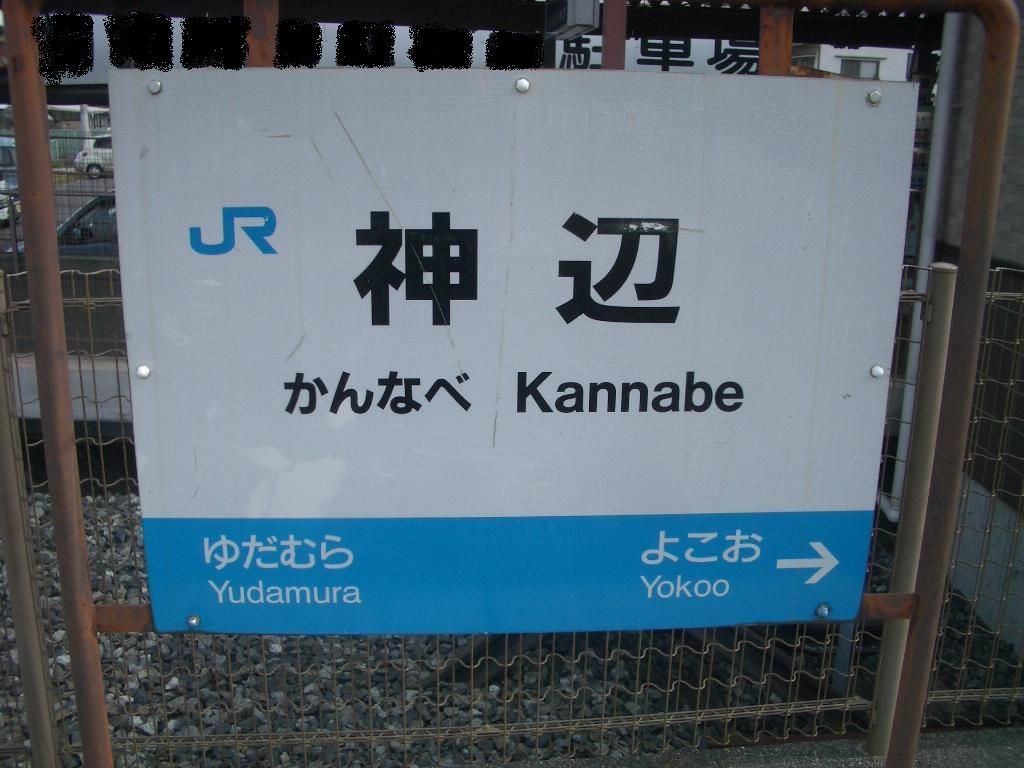 駐車場
JR 神辺
かんなべ Kannabe
ゆだむら よこお →
Yudamura Yokoo